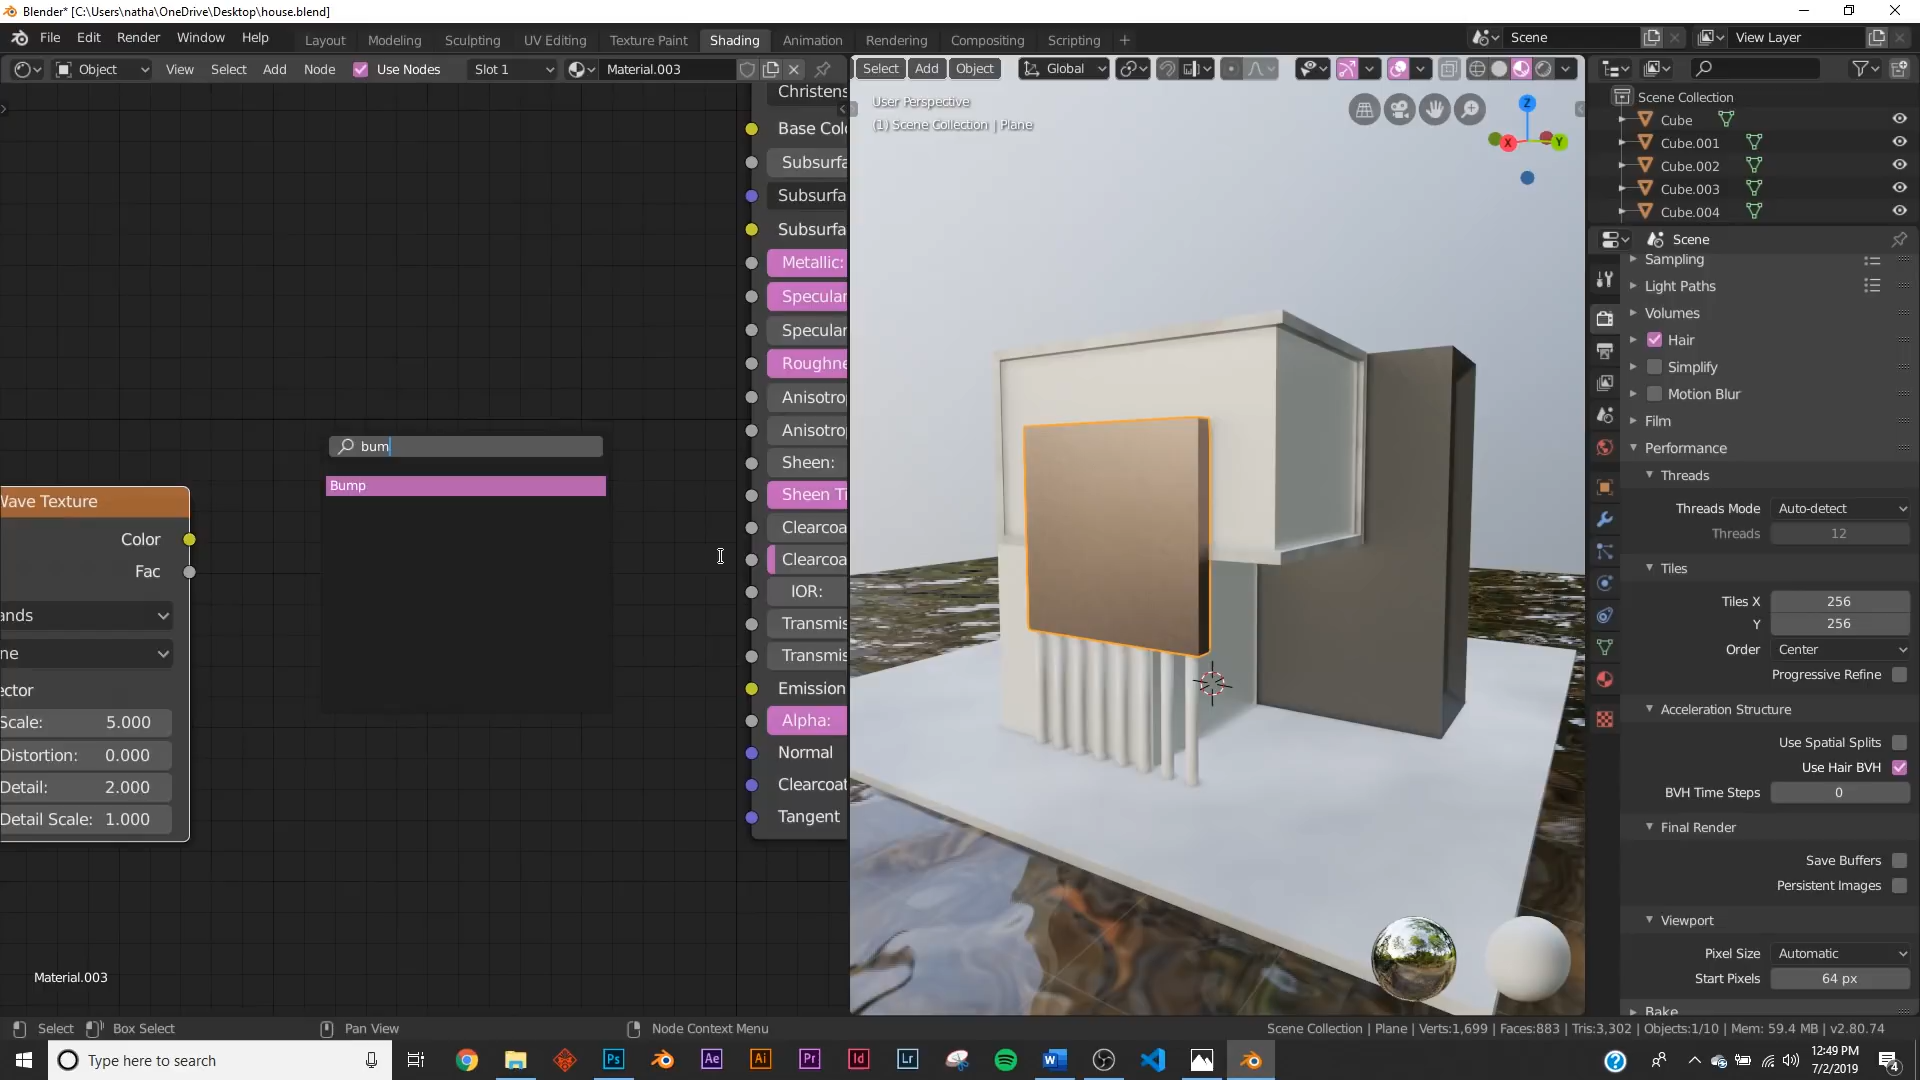 Blender* [C:\Users\natha\OneDrive\Desktop\house.blend]
File Edit Render Window Help
Layout Modeling Sculpting UV Editing Texture Paint Shading Animation Rendering Compositing Scripting +
Scene
View Layer
Object View Select Add Node Use Nodes Slot 1 Material.003
Select Add Object Global
User Perspective
(1) Scene Collection | Plane
Z
X
Y
Christens
Base Colo
Subsurfa
Subsurfa
Subsurfa
Metallic:
Specular
Specular
Roughne
Anisotro
Anisotro
Sheen:
Sheen Ti
Clearcoa
Clearcoa
IOR:
Transmis
Transmis
Emission
Alpha:
Normal
Clearcoat
Tangent
bum
Bump
Wave Texture
Color
Fac
ands
ne
ector
Scale: 5.000
Distortion: 0.000
Detail: 2.000
Detail Scale: 1.000
Material.003
Scene Collection
Cube
Cube.001
Cube.002
Cube.003
Cube.004
Scene
Sampling
Light Paths
Volumes
Hair
Simplify
Motion Blur
Film
Performance
Threads
Threads Mode Auto-detect
Threads 12
Tiles
Tiles X 256
Y 256
Order Center
Progressive Refine
Acceleration Structure
Use Spatial Splits
Use Hair BVH
BVH Time Steps 0
Final Render
Save Buffers
Persistent Images
Viewport
Pixel Size Automatic
Start Pixels 64 px
Bake
Select Box Select Pan View Node Context Menu
Scene Collection | Plane | Verts:1,699 | Faces:883 | Tris:3,302 | Objects:1/10 | Mem: 59.4 MB | v2.80.74
Type here to search
Ps Ae Ai Pr Id Lr
12:49 PM
7/2/2019
4